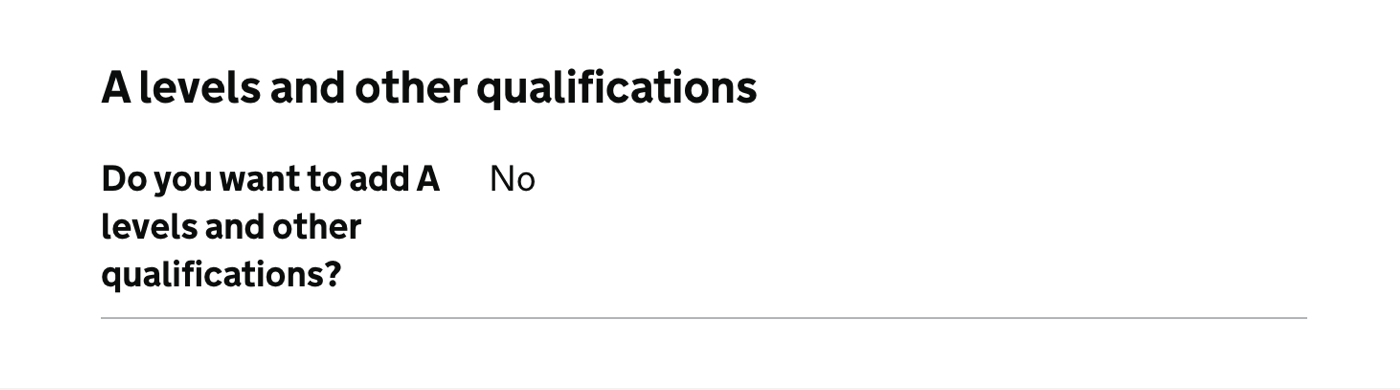 A levels and other qualifications
Do you want to add A No
levels and other
qualifications?